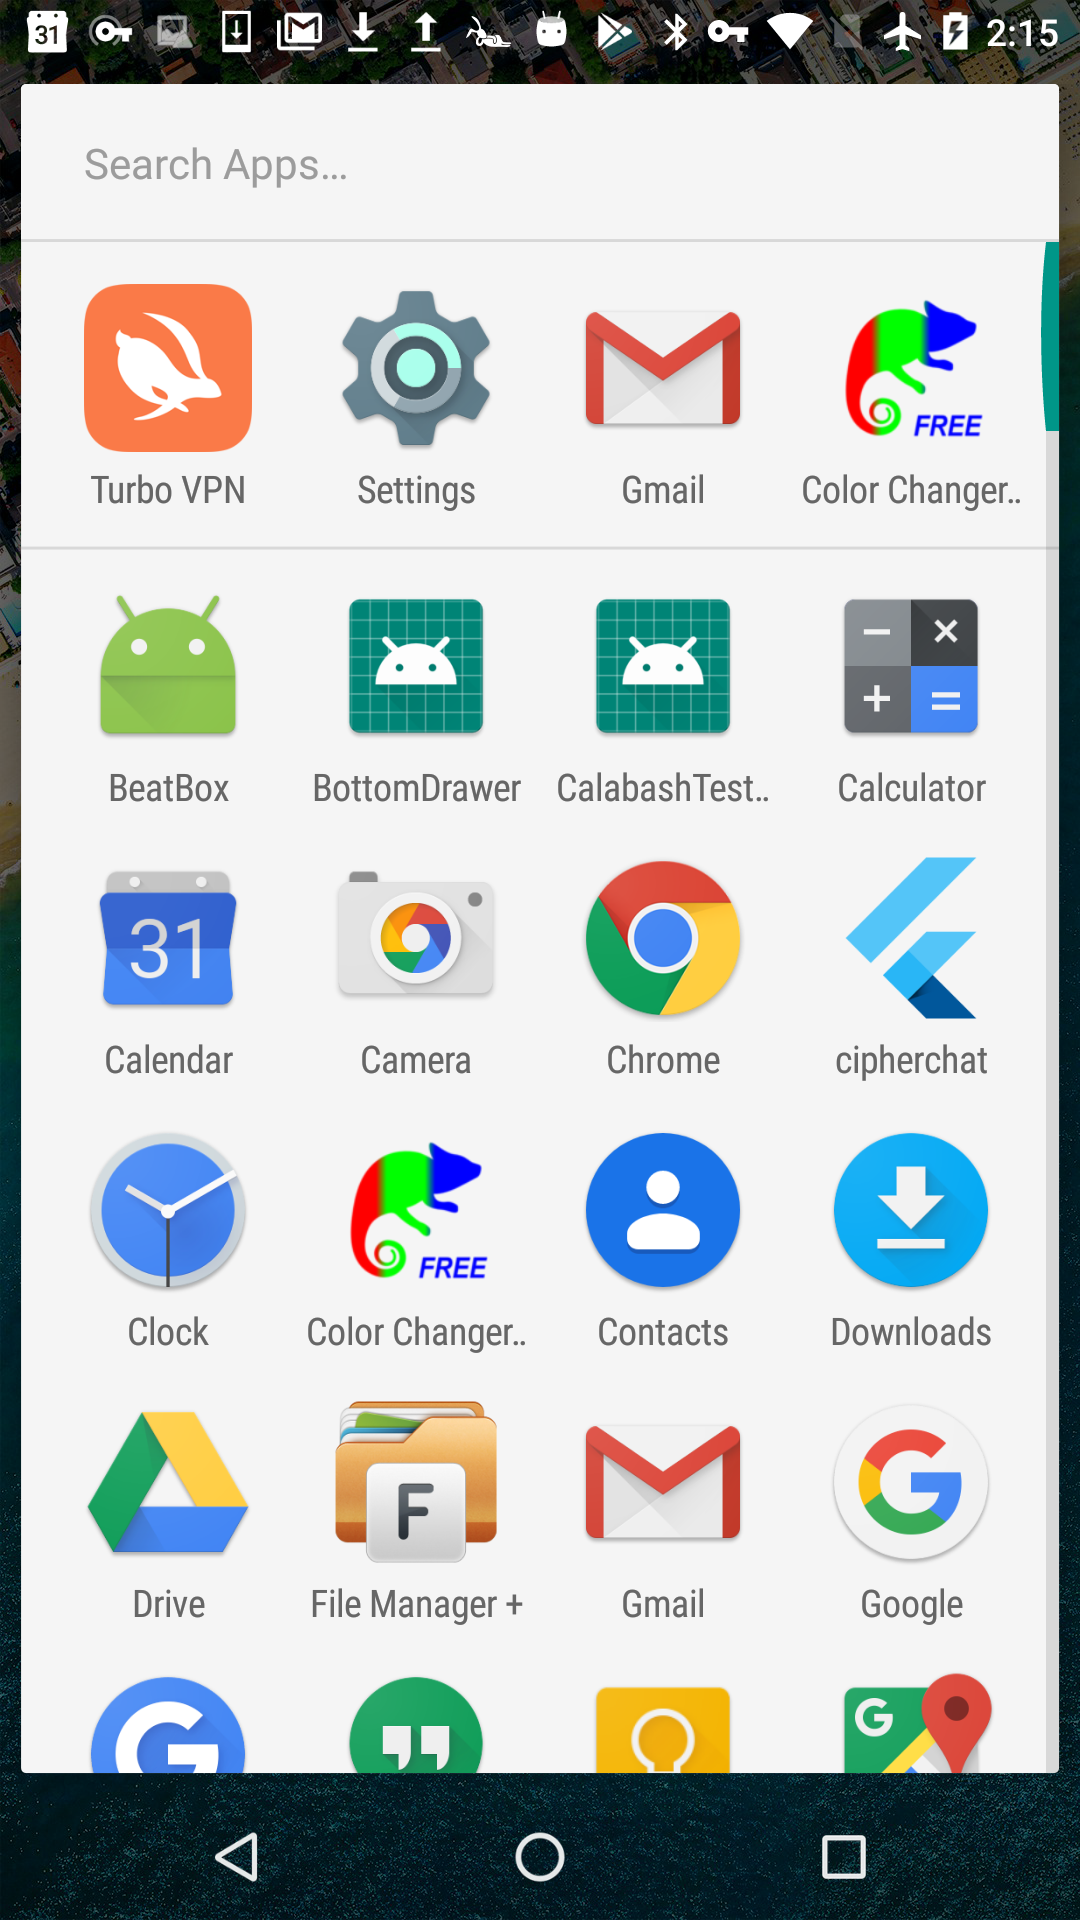 31 2:15
Search Apps...
Turbo VPN Settings Gmail Color Changer..
FREE
BeatBox BottomDrawer CalabashTest.. Calculator
31
Calendar Camera Chrome cipherchat
FREE
Clock Color Changer.. Contacts Downloads
F
Drive File Manager + Gmail Google